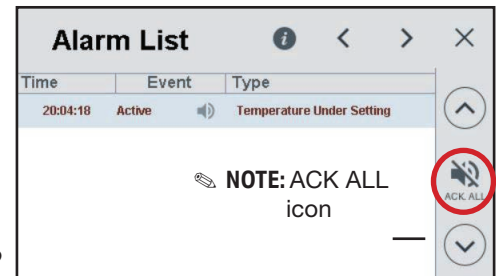 Alarm List
Time Event Type
20:04:18 Active Temperature Under Setting
NOTE: ACK ALL
icon
ACK. ALL